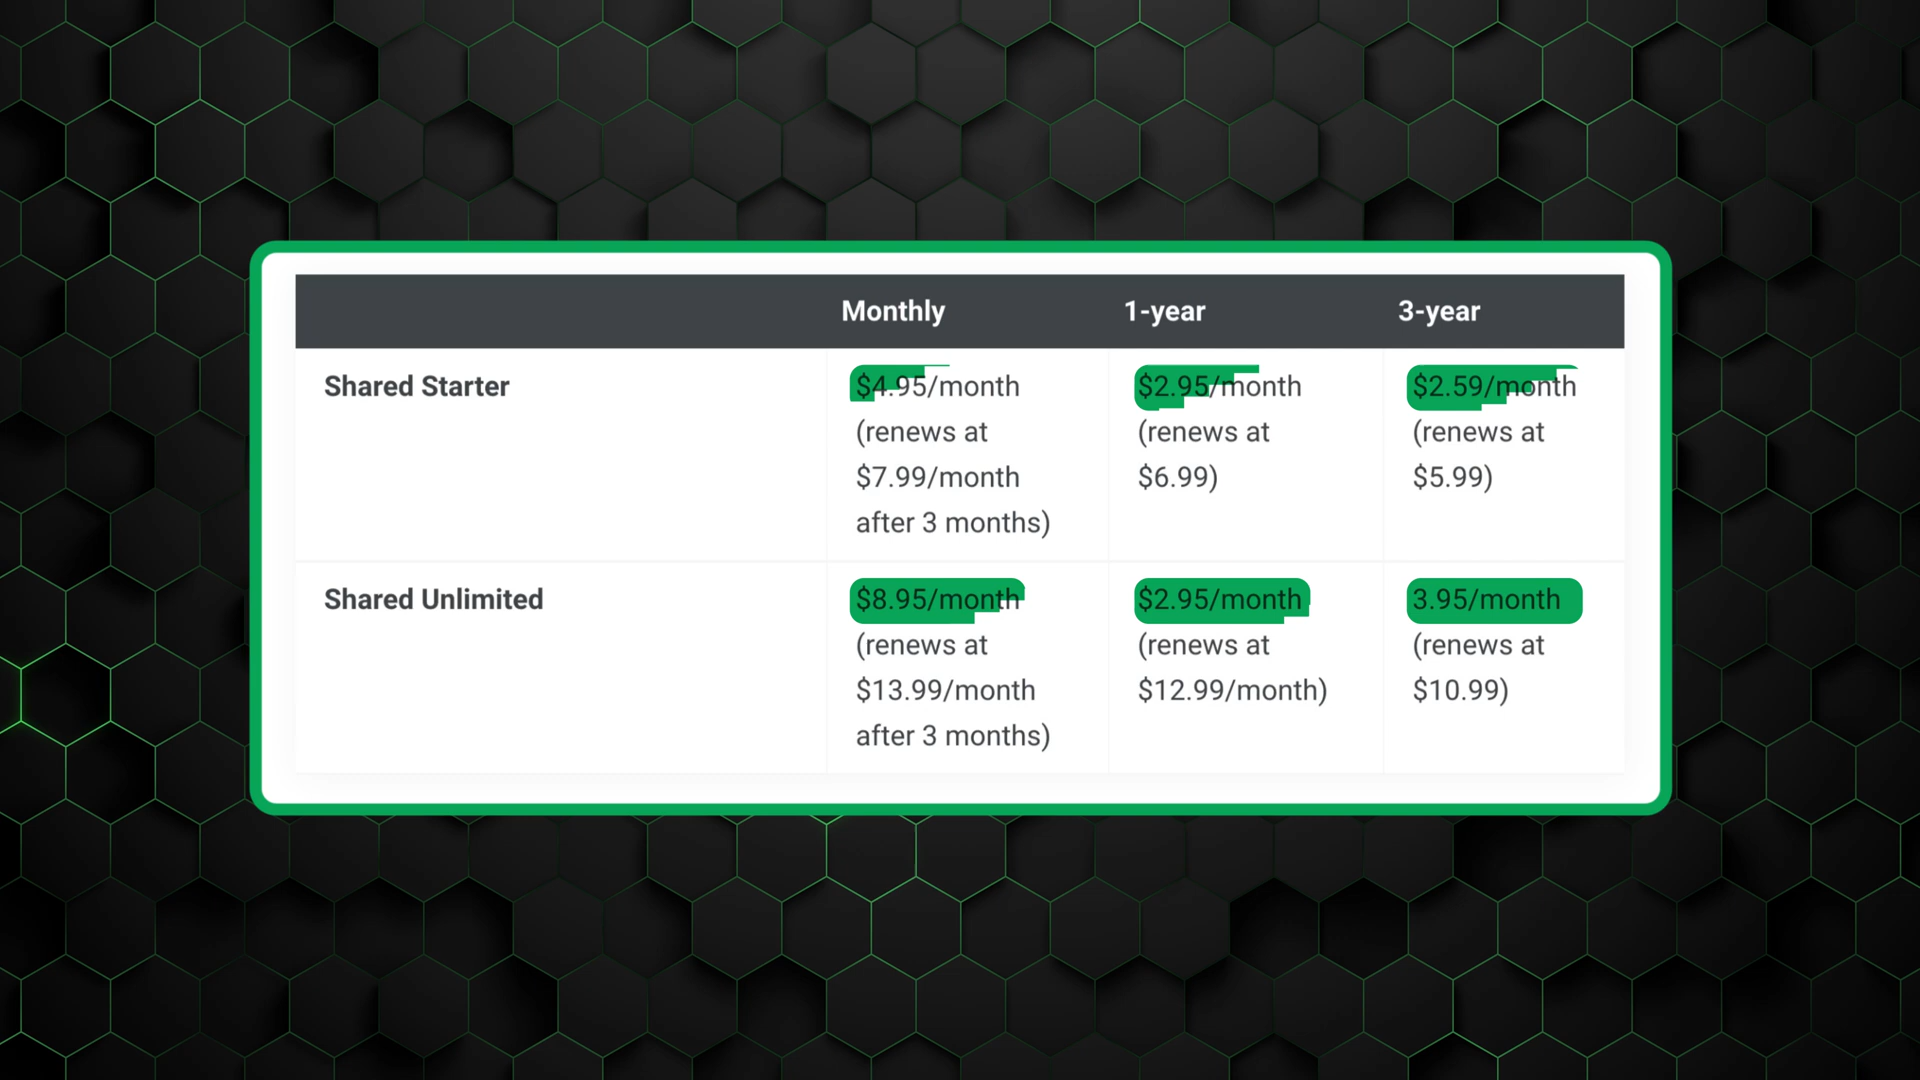 Monthly 1-year 3-year
Shared Starter $4.95/month $2.95/month $2.59/month
(renews at (renews at (renews at
$7.99/month $6.99) $5.99)
after 3 months)
Shared Unlimited $8.95/month $2.95/month 3.95/month
(renews at (renews at (renews at
$13.99/month $12.99/month) $10.99)
after 3 months)